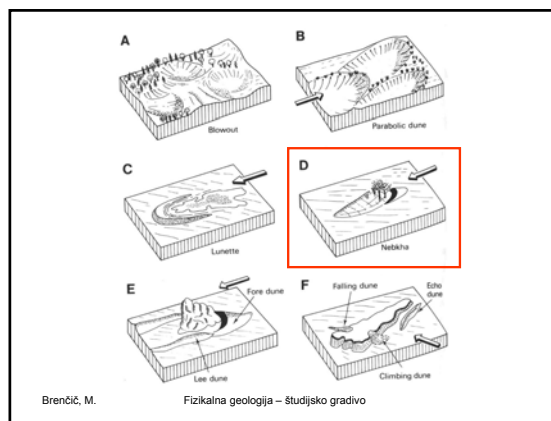 A
B
Blowout
Parabolic dune
C
D
Lunette
Nebkha
E
Fore dune
Lee dune
F
Falling dune
Echo
dune
Climbing dune
Brenčič, M.
Fizikalna geologija – študijsko gradivo